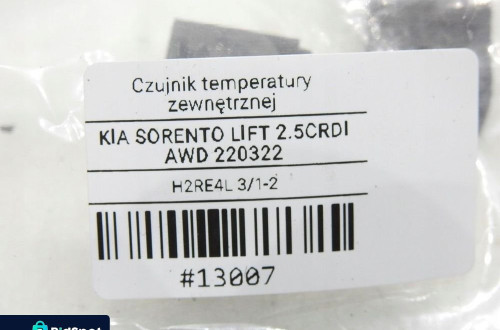 Czujnik temperatury
zewnętrznej
KIA SORENTO LIFT 2.5CRDI
AWD 220322
H2RE4L 3/1-2
#13007